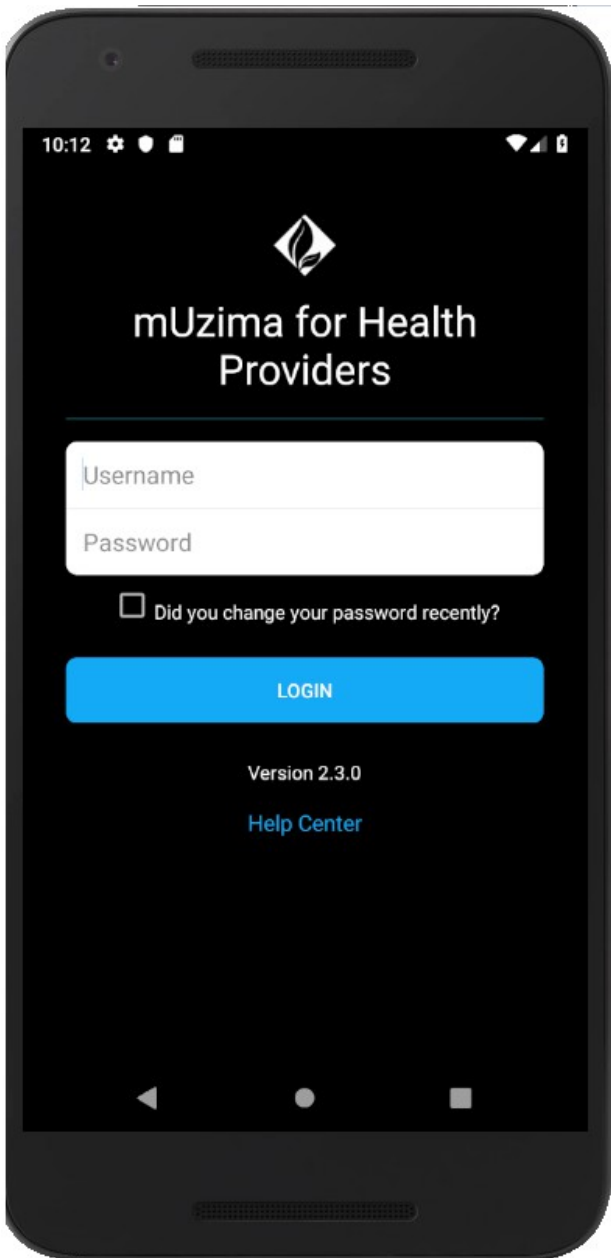 10:12
mUzima for Health
Providers
Username
Password
Did you change your password recently?
LOGIN
Version 2.3.0
Help Center